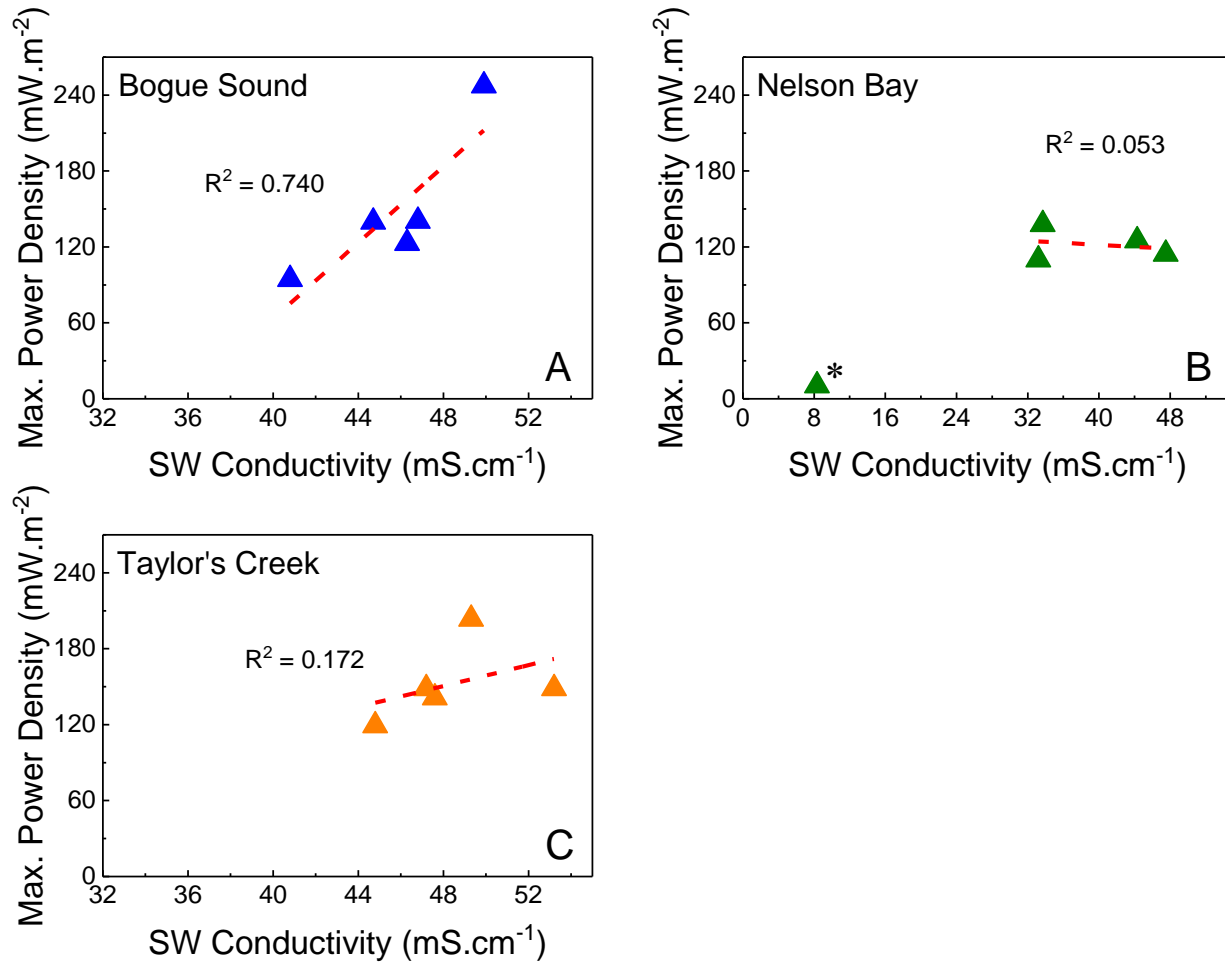 Bogue Sound
R² = 0.740
A
240
180
120
60
0
32 36 40 44 48 52
Max. Power Density (mW.m⁻²)
SW Conductivity (mS.cm⁻¹)
Nelson Bay
R² = 0.053
*
B
240
180
120
60
0
0 8 16 24 32 40 48
Max. Power Density (mW.m⁻²)
SW Conductivity (mS.cm⁻¹)
Taylor's Creek
R² = 0.172
C
240
180
120
60
0
32 36 40 44 48 52
Max. Power Density (mW.m⁻²)
SW Conductivity (mS.cm⁻¹)